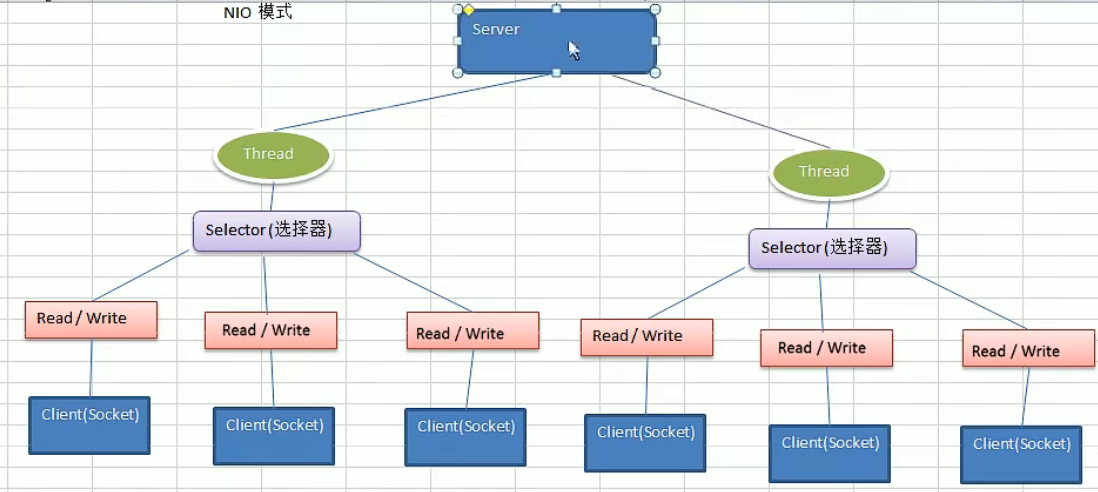 NIO 模式
Server
Thread
Thread
Selector(选择器)
Selector(选择器)
Read / Write
Read / Write
Read / Write
Read / Write
Read / Write
Read / Write
Client(Socket)
Client(Socket)
Client(Socket)
Client(Socket)
Client(Socket)
Client(Socket)